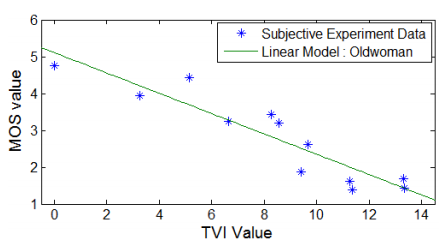 6
5
4
3
2
1
MOS value
Subjective Experiment Data
Linear Model : Oldwoman
0 2 4 6 8 10 12 14
TVI Value